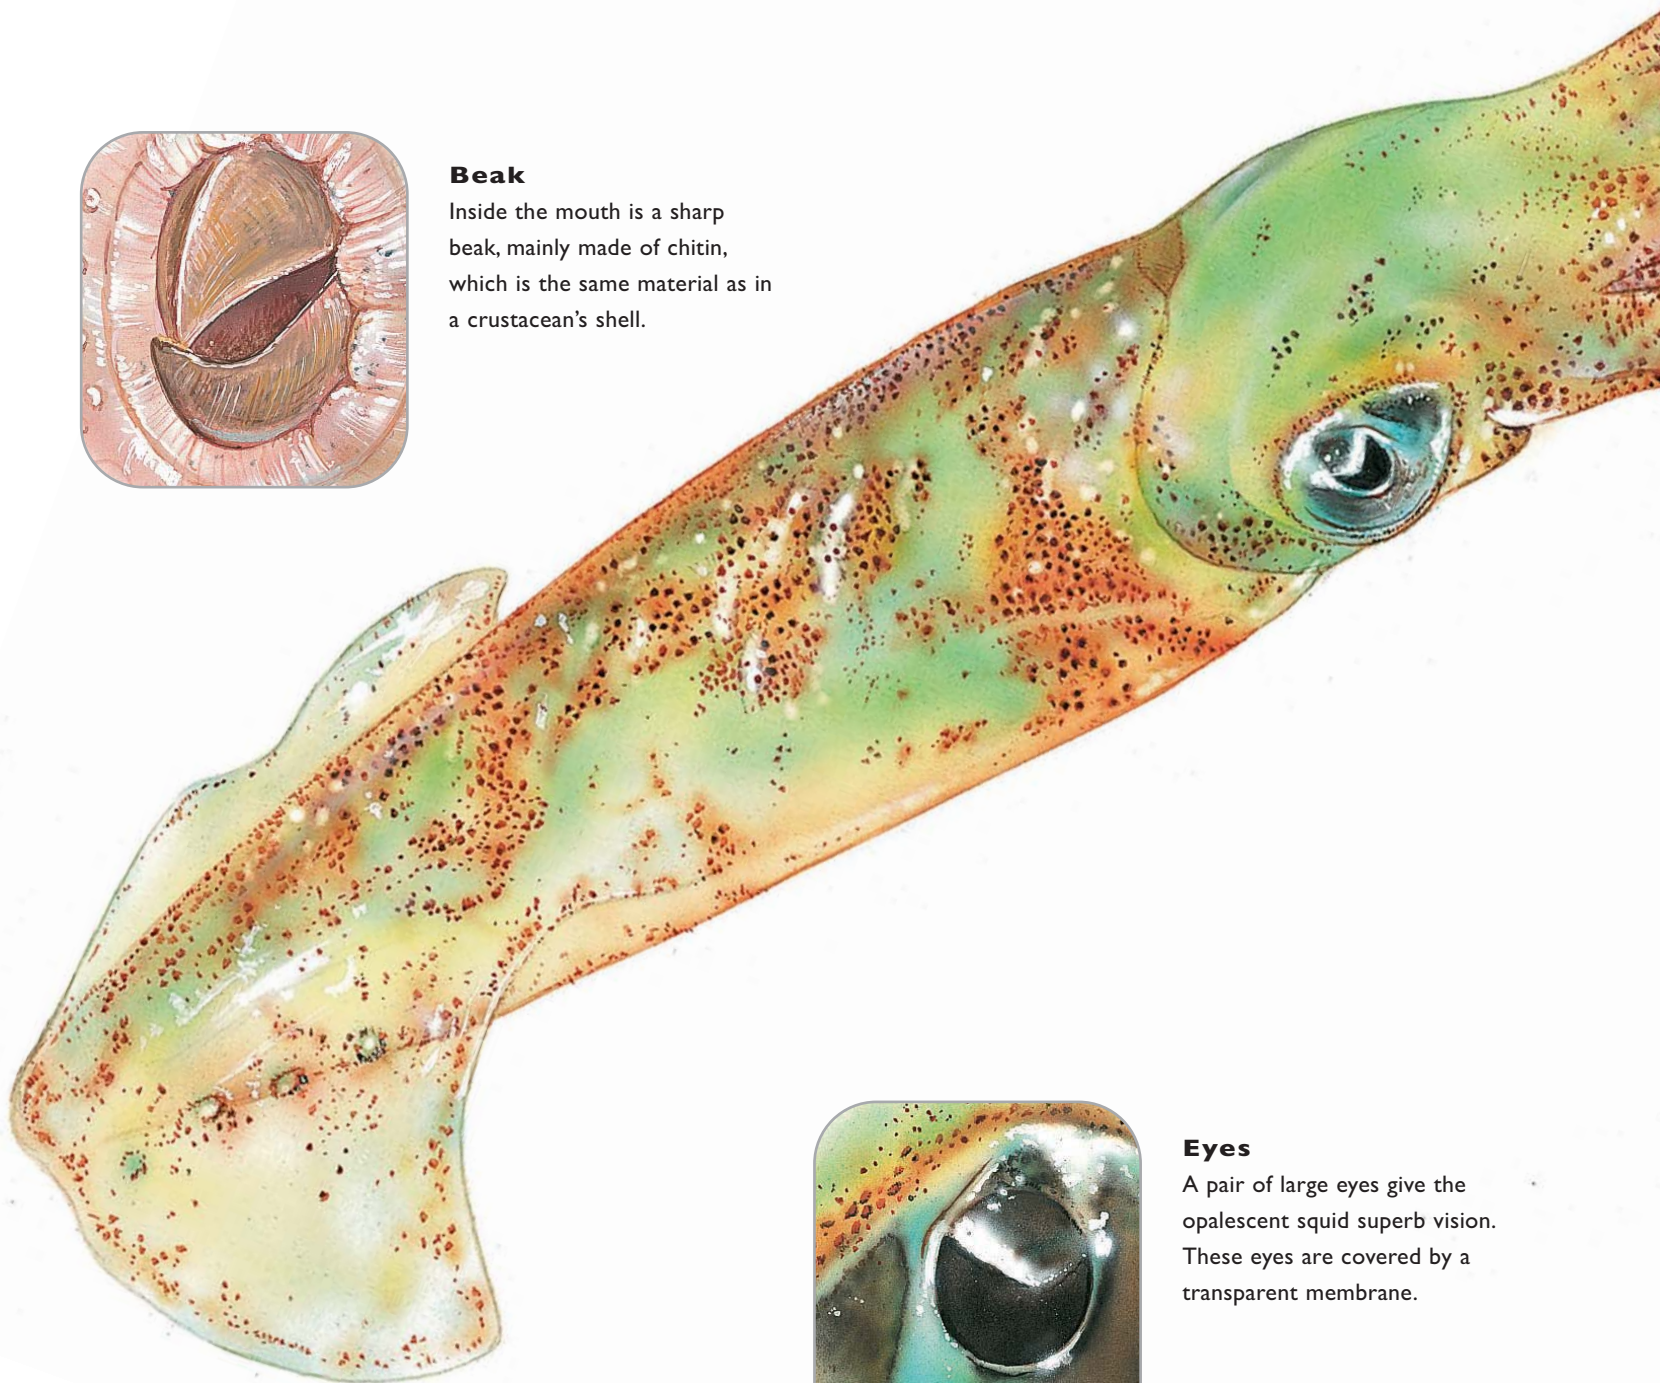 Beak
Inside the mouth is a sharp
beak, mainly made of chitin,
which is the same material as in
a crustacean’s shell.
Eyes
A pair of large eyes give the
opalescent squid superb vision.
These eyes are covered by a
transparent membrane.